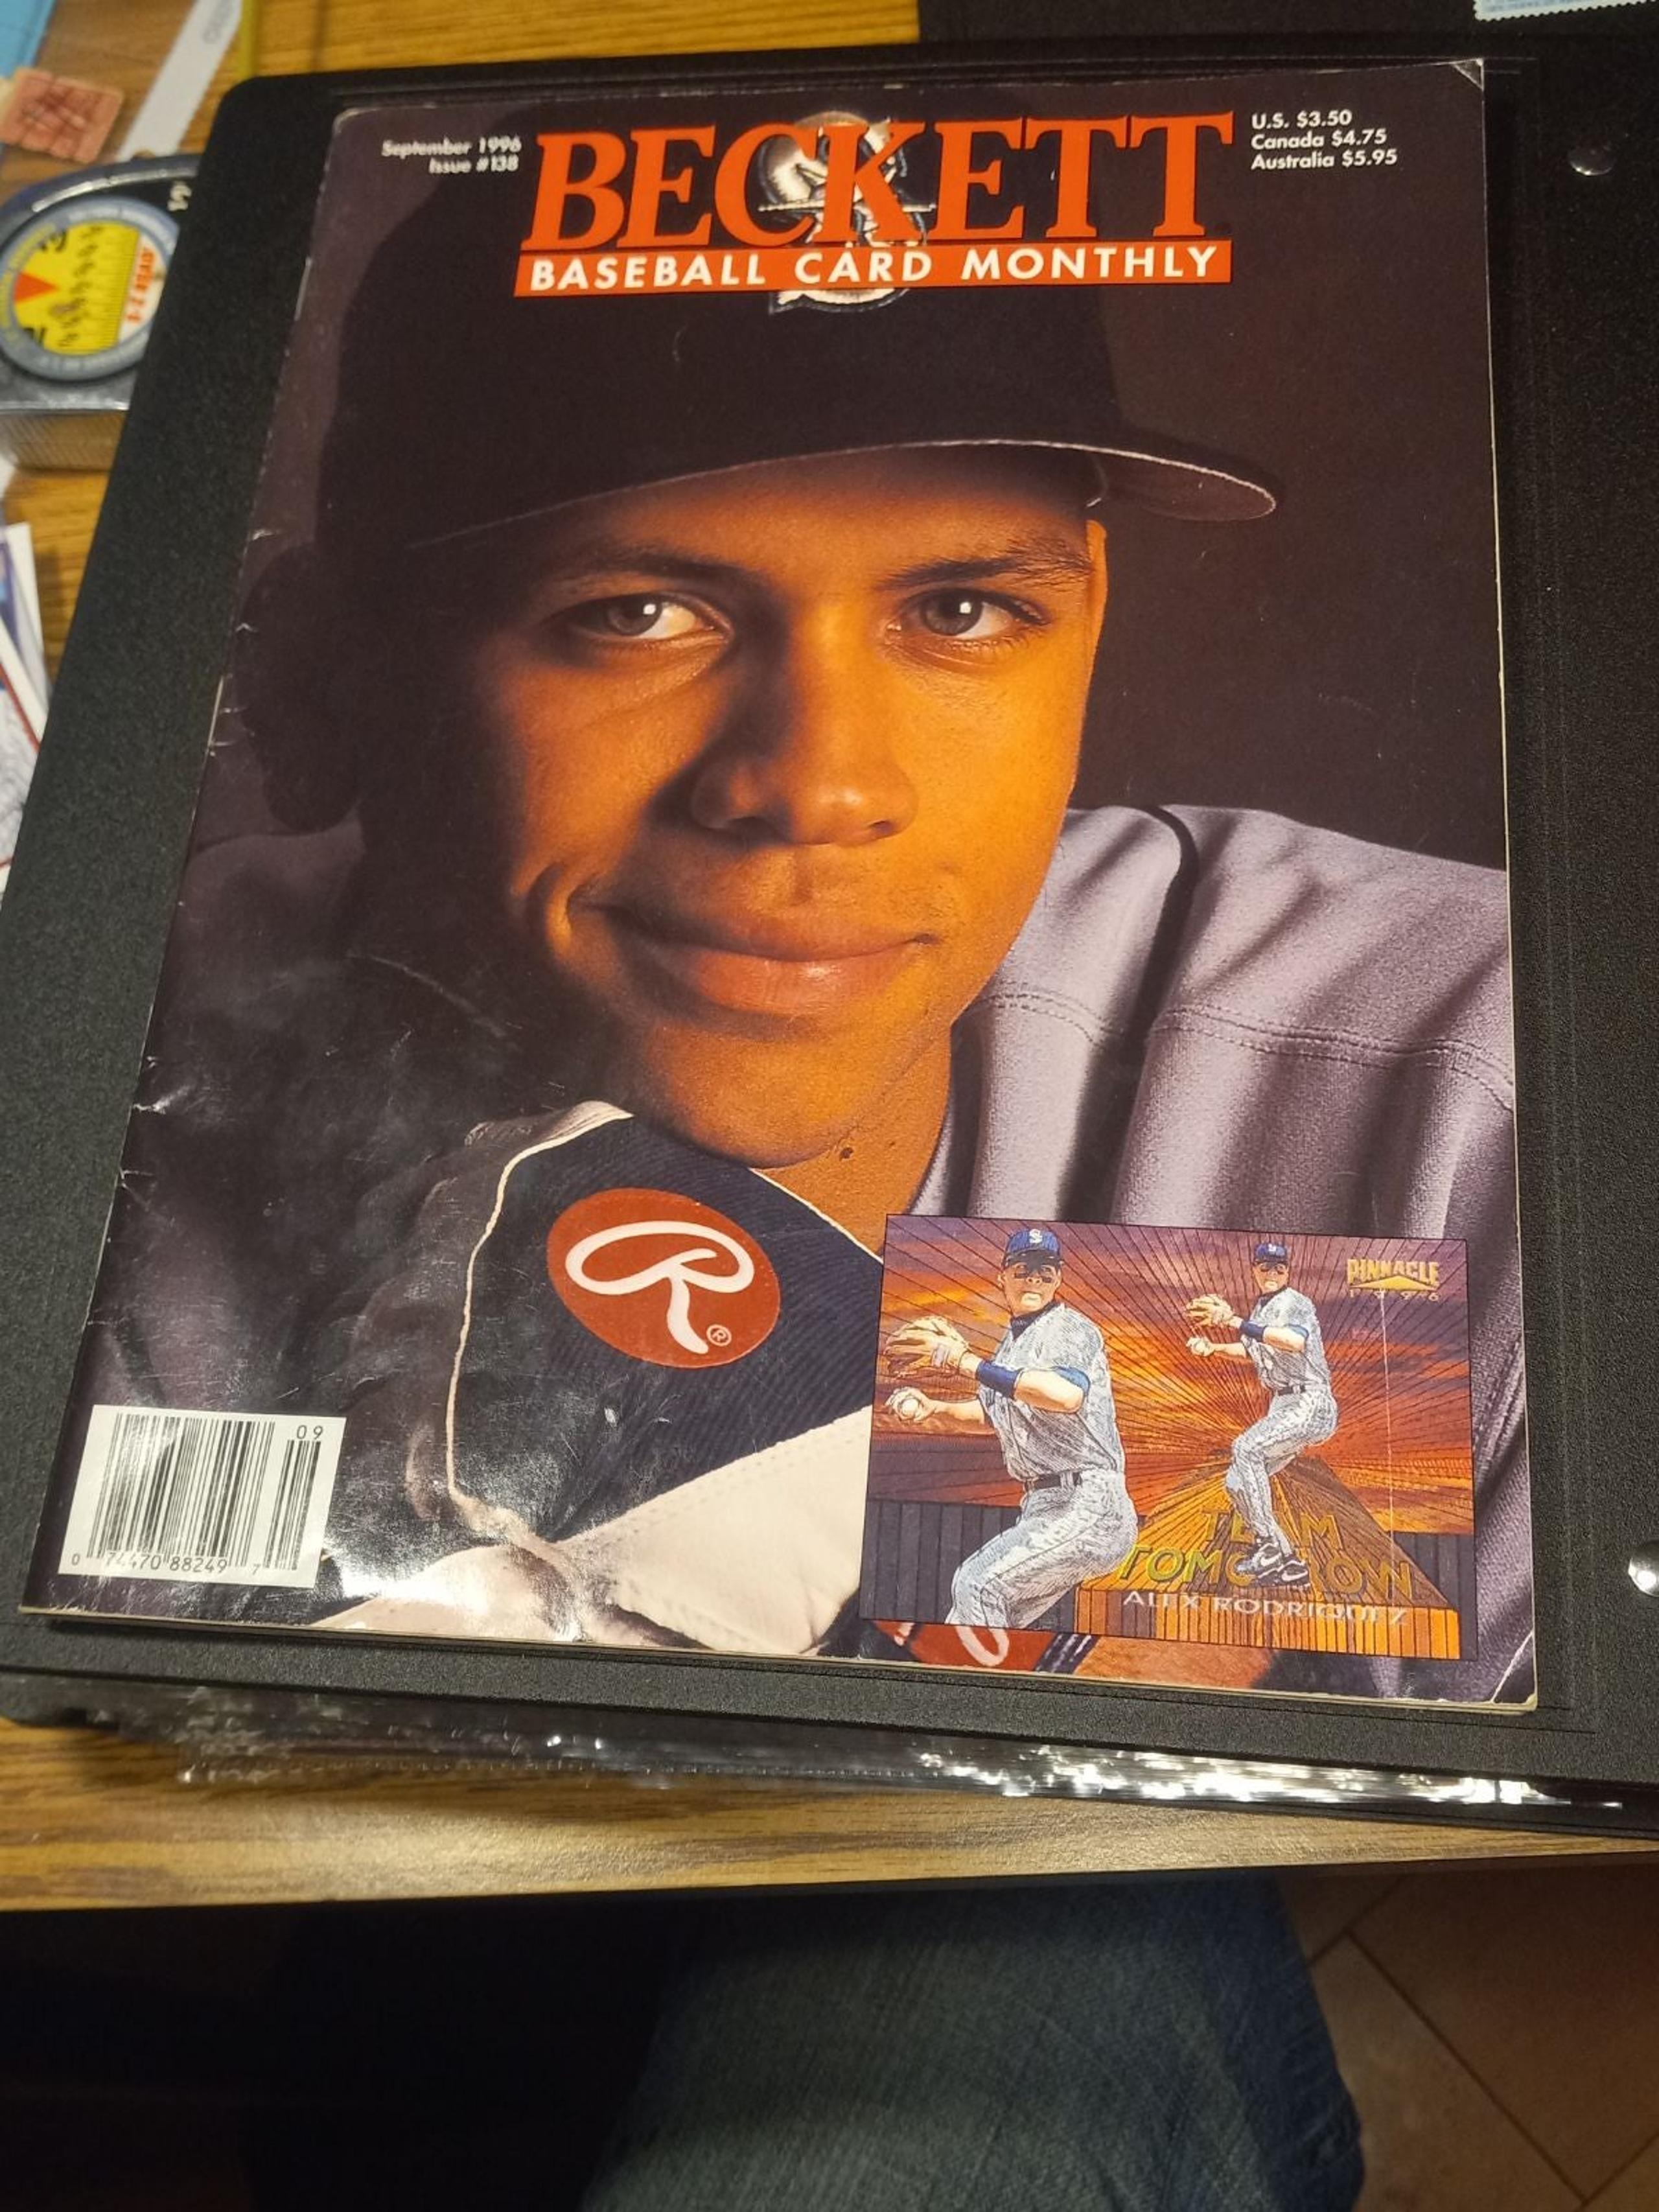 September 1996
Issue #138
BECKETT
BASEBALL CARD MONTHLY
U.S. $3.50
Canada $4.75
Australia $5.95
R®
PINNACLE
1996
TEAM
TOMORROW
ALEX RODRIGUEZ
09
0 74470 88249 7